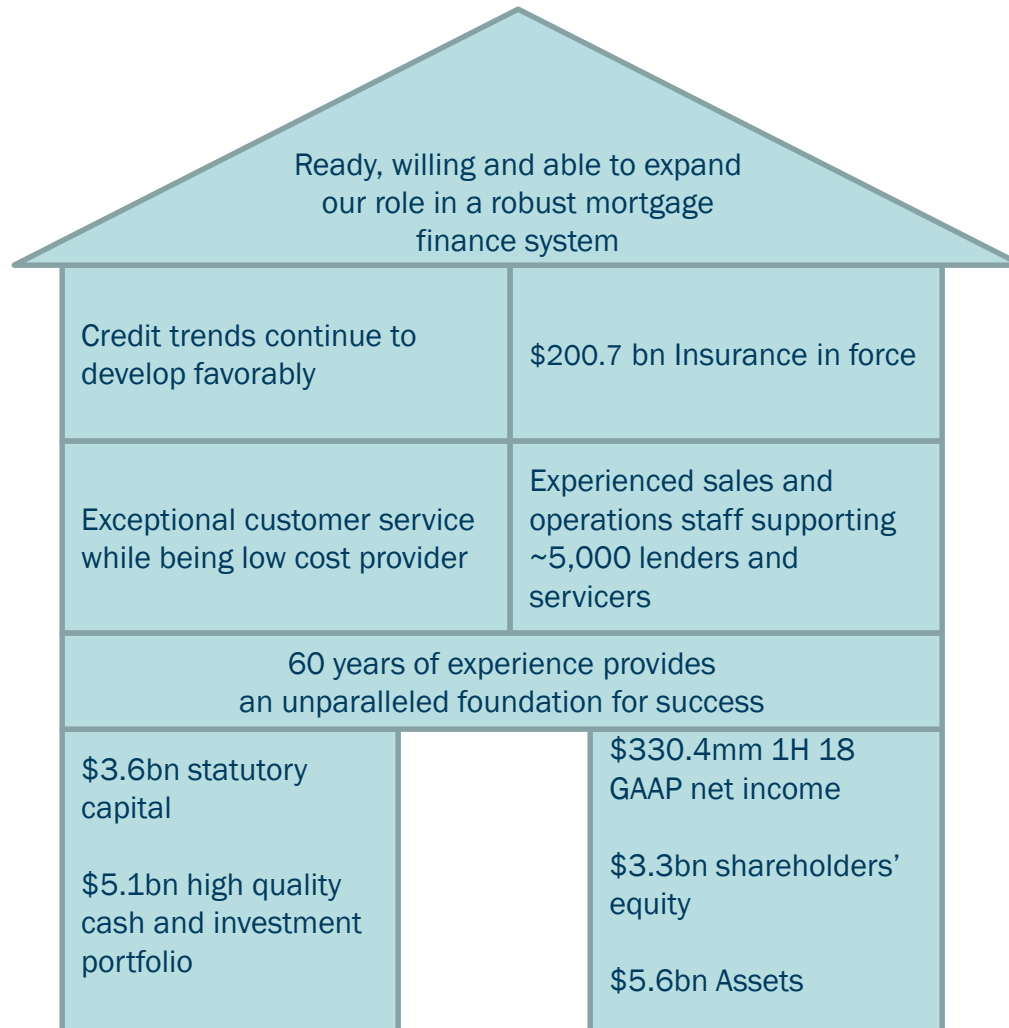 Ready, willing and able to expand
our role in a robust mortgage
finance system
Credit trends continue to
develop favorably
$200.7 bn Insurance in force
Exceptional customer service
while being low cost provider
Experienced sales and
operations staff supporting
~5,000 lenders and
servicers
60 years of experience provides
an unparalleled foundation for success
$3.6bn statutory
capital
$5.1bn high quality
cash and investment
portfolio
$330.4mm 1H 18
GAAP net income
$3.3bn shareholders’
equity
$5.6bn Assets